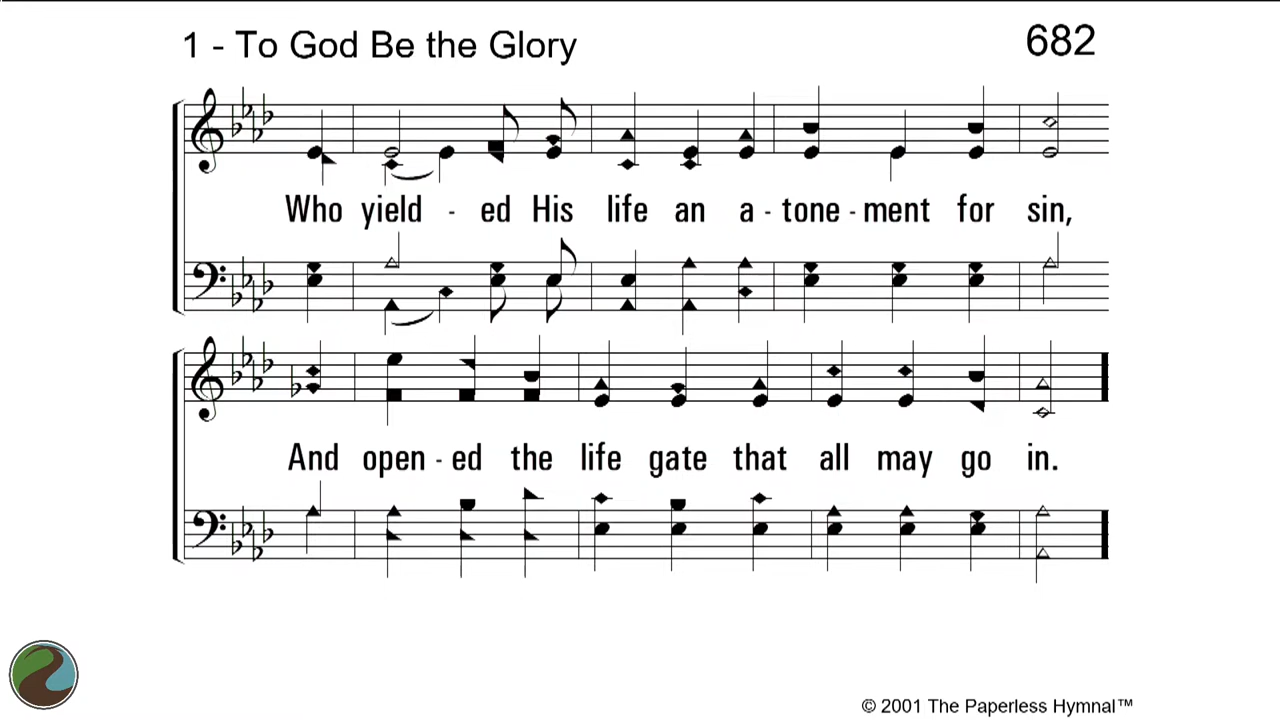 1 - To God Be the Glory 682
Who yield - ed His life an a - tone - ment for sin,
And open - ed the life gate that all may go in.
© 2001 The Paperless Hymnal™